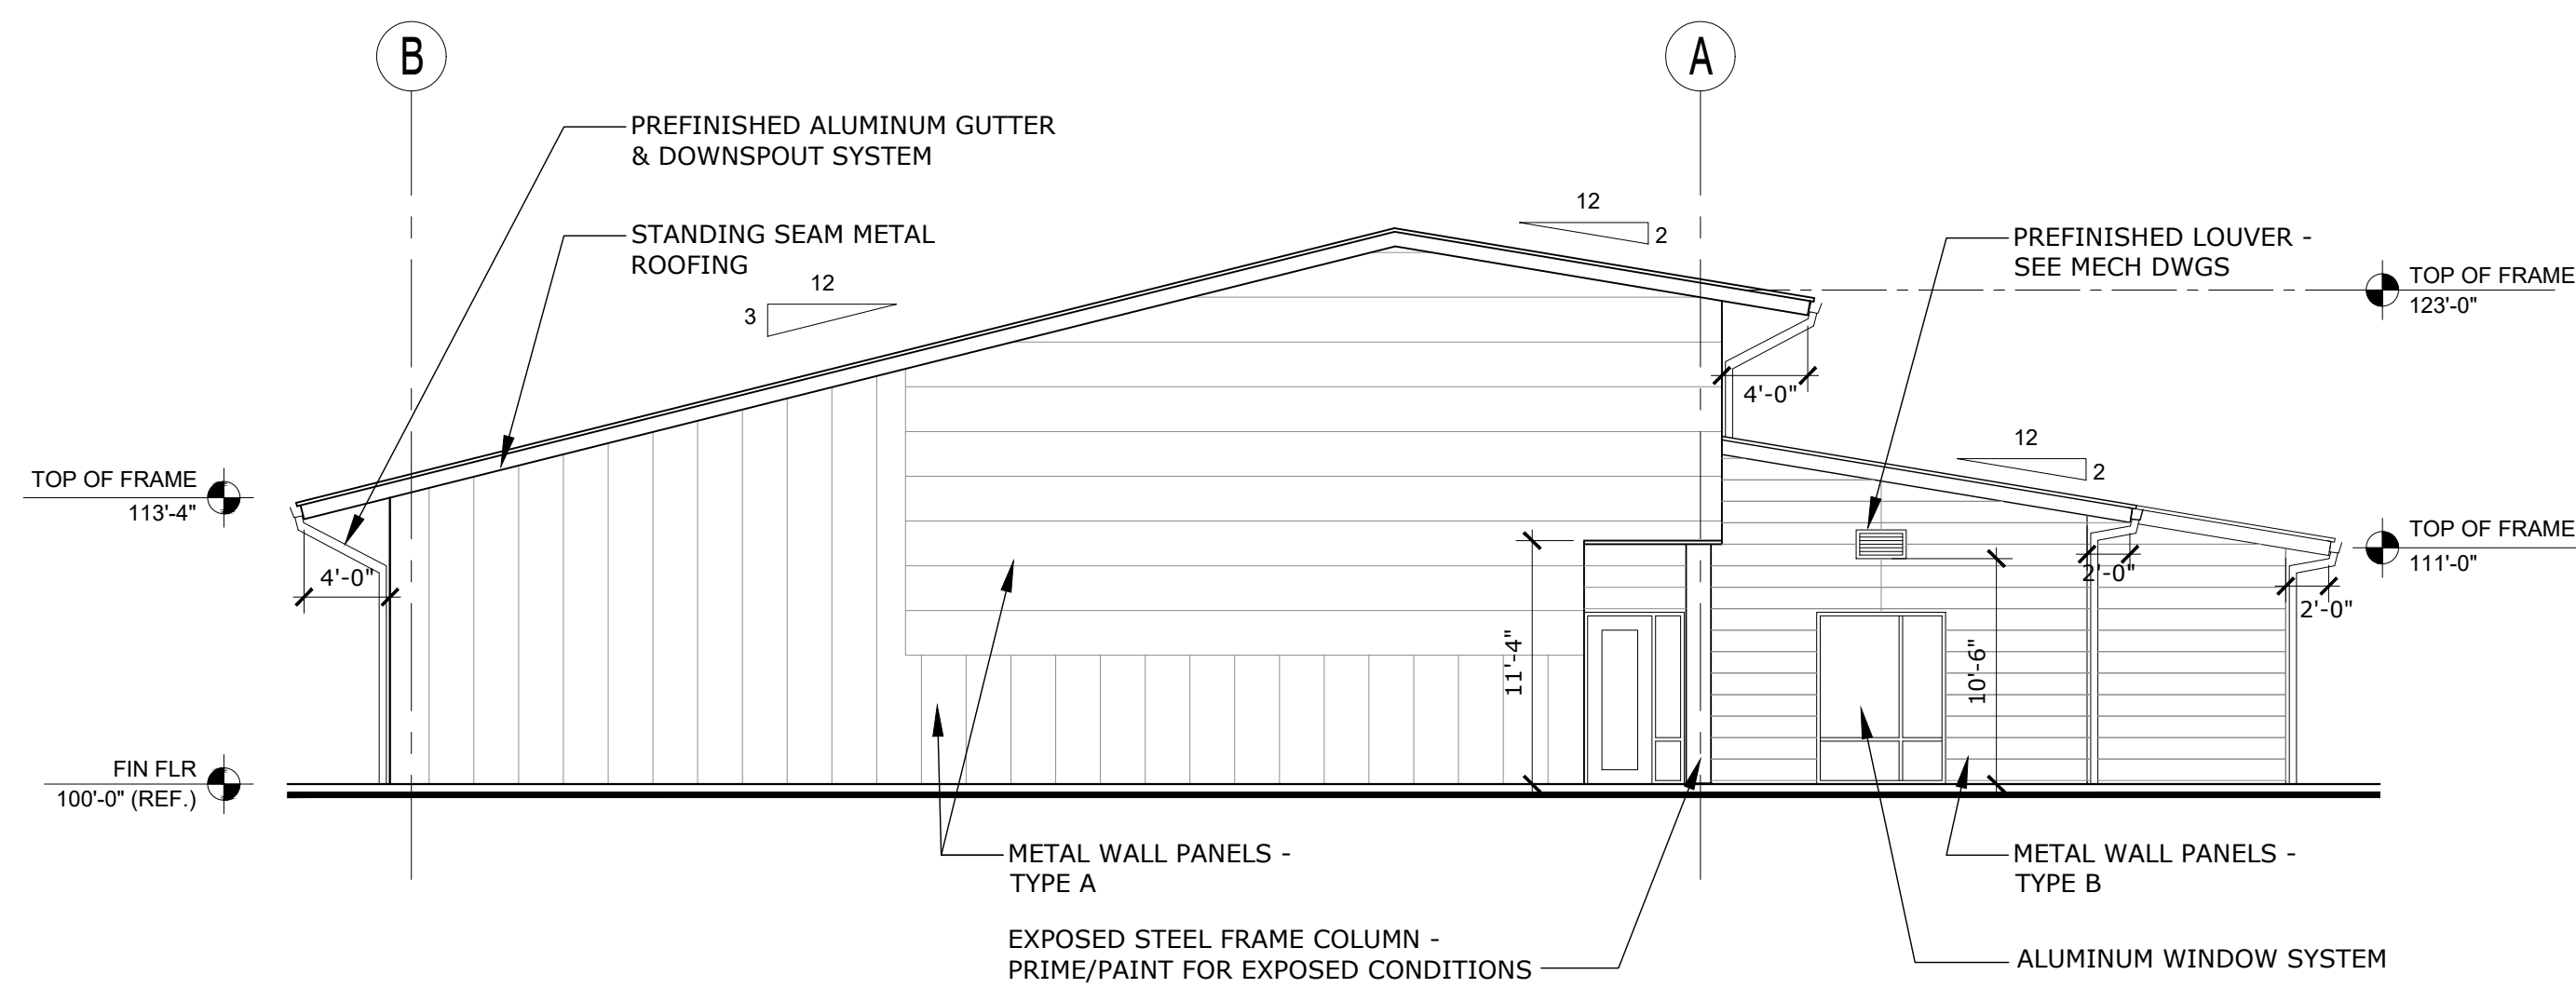 B
A
PREFINISHED ALUMINUM GUTTER
& DOWNSPOUT SYSTEM
STANDING SEAM METAL
ROOFING
12
3
12
2
PREFINISHED LOUVER -
SEE MECH DWGS
TOP OF FRAME
123'-0"
4'-0"
12
2
TOP OF FRAME
113'-4"
4'-0"
TOP OF FRAME
111'-0"
2'-0"
2'-0"
11'-4"
10'-6"
FIN FLR
100'-0" (REF.)
METAL WALL PANELS -
TYPE A
METAL WALL PANELS -
TYPE B
EXPOSED STEEL FRAME COLUMN -
PRIME/PAINT FOR EXPOSED CONDITIONS
ALUMINUM WINDOW SYSTEM